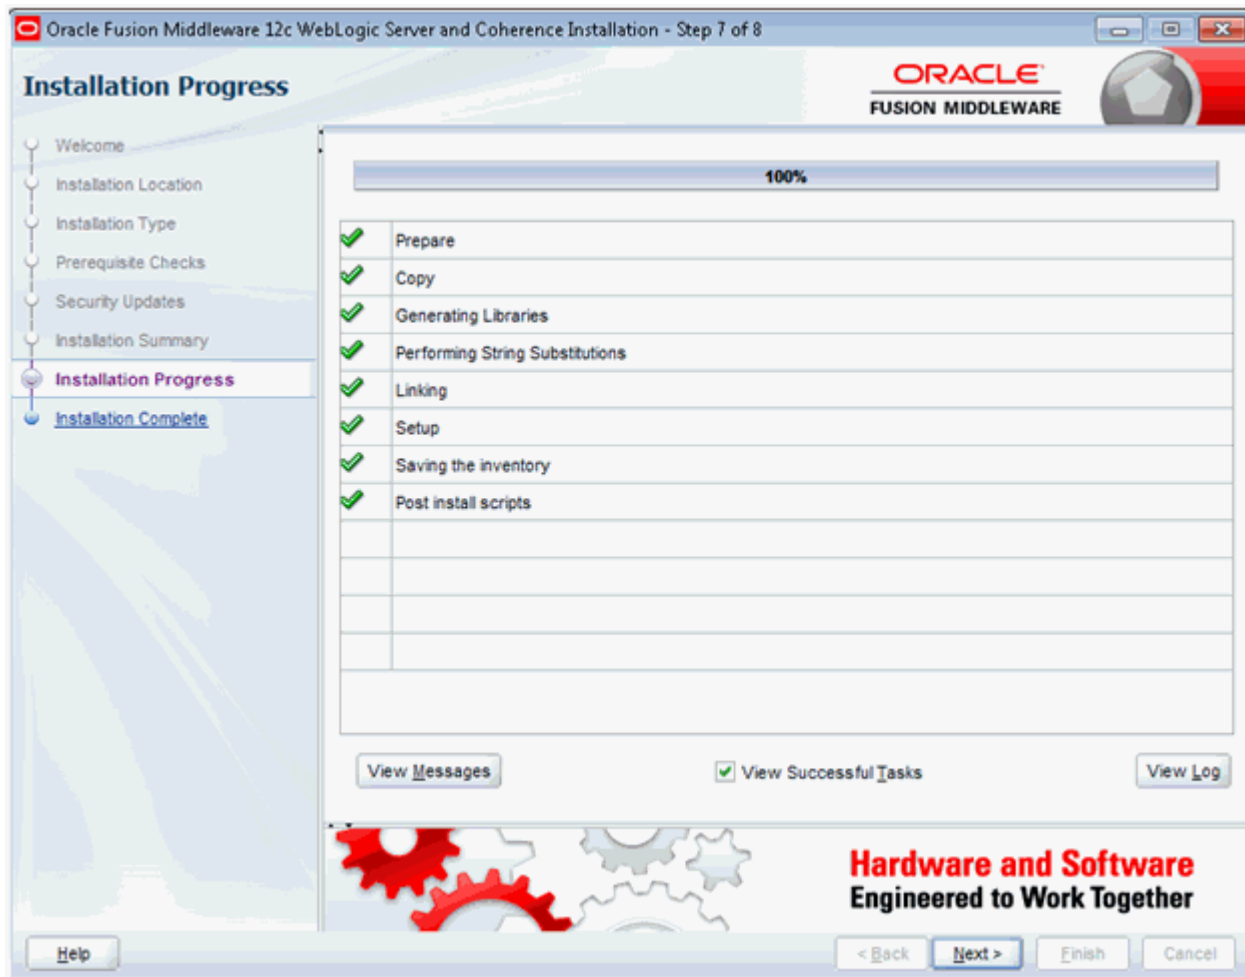 Oracle Fusion Middleware 12c WebLogic Server and Coherence Installation - Step 7 of 8
Installation Progress
ORACLE
FUSION MIDDLEWARE
Welcome
Installation Location
Installation Type
Prerequisite Checks
Security Updates
Installation Summary
Installation Progress
Installation Complete
100%
Prepare
Copy
Generating Libraries
Performing String Substitutions
Linking
Setup
Saving the inventory
Post install scripts
View Messages
View Successful Tasks
View Log
Hardware and Software
Engineered to Work Together
Help
< Back
Next >
Finish
Cancel